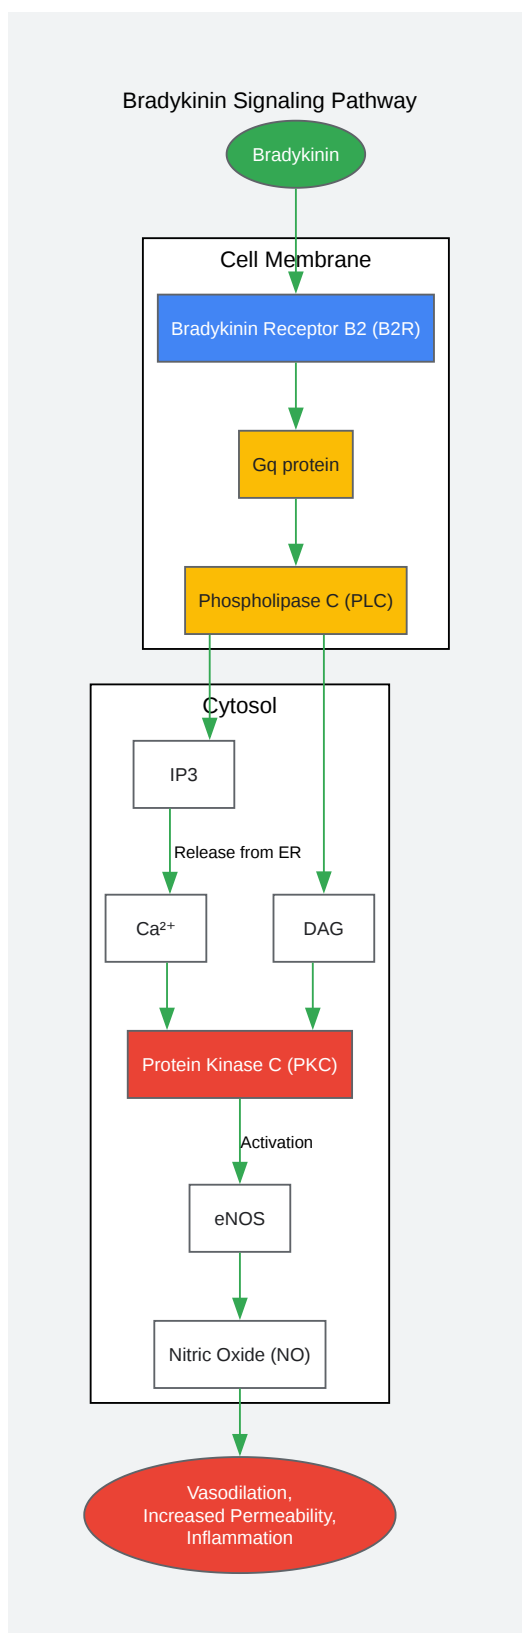 Bradykinin Signaling Pathway
Bradykinin
Cell Membrane
Bradykinin Receptor B2 (B2R)
Gq protein
Phospholipase C (PLC)
Cytosol
IP3
Release from ER
Ca²⁺
DAG
Protein Kinase C (PKC)
Activation
eNOS
Nitric Oxide (NO)
Vasodilation,
Increased Permeability,
Inflammation